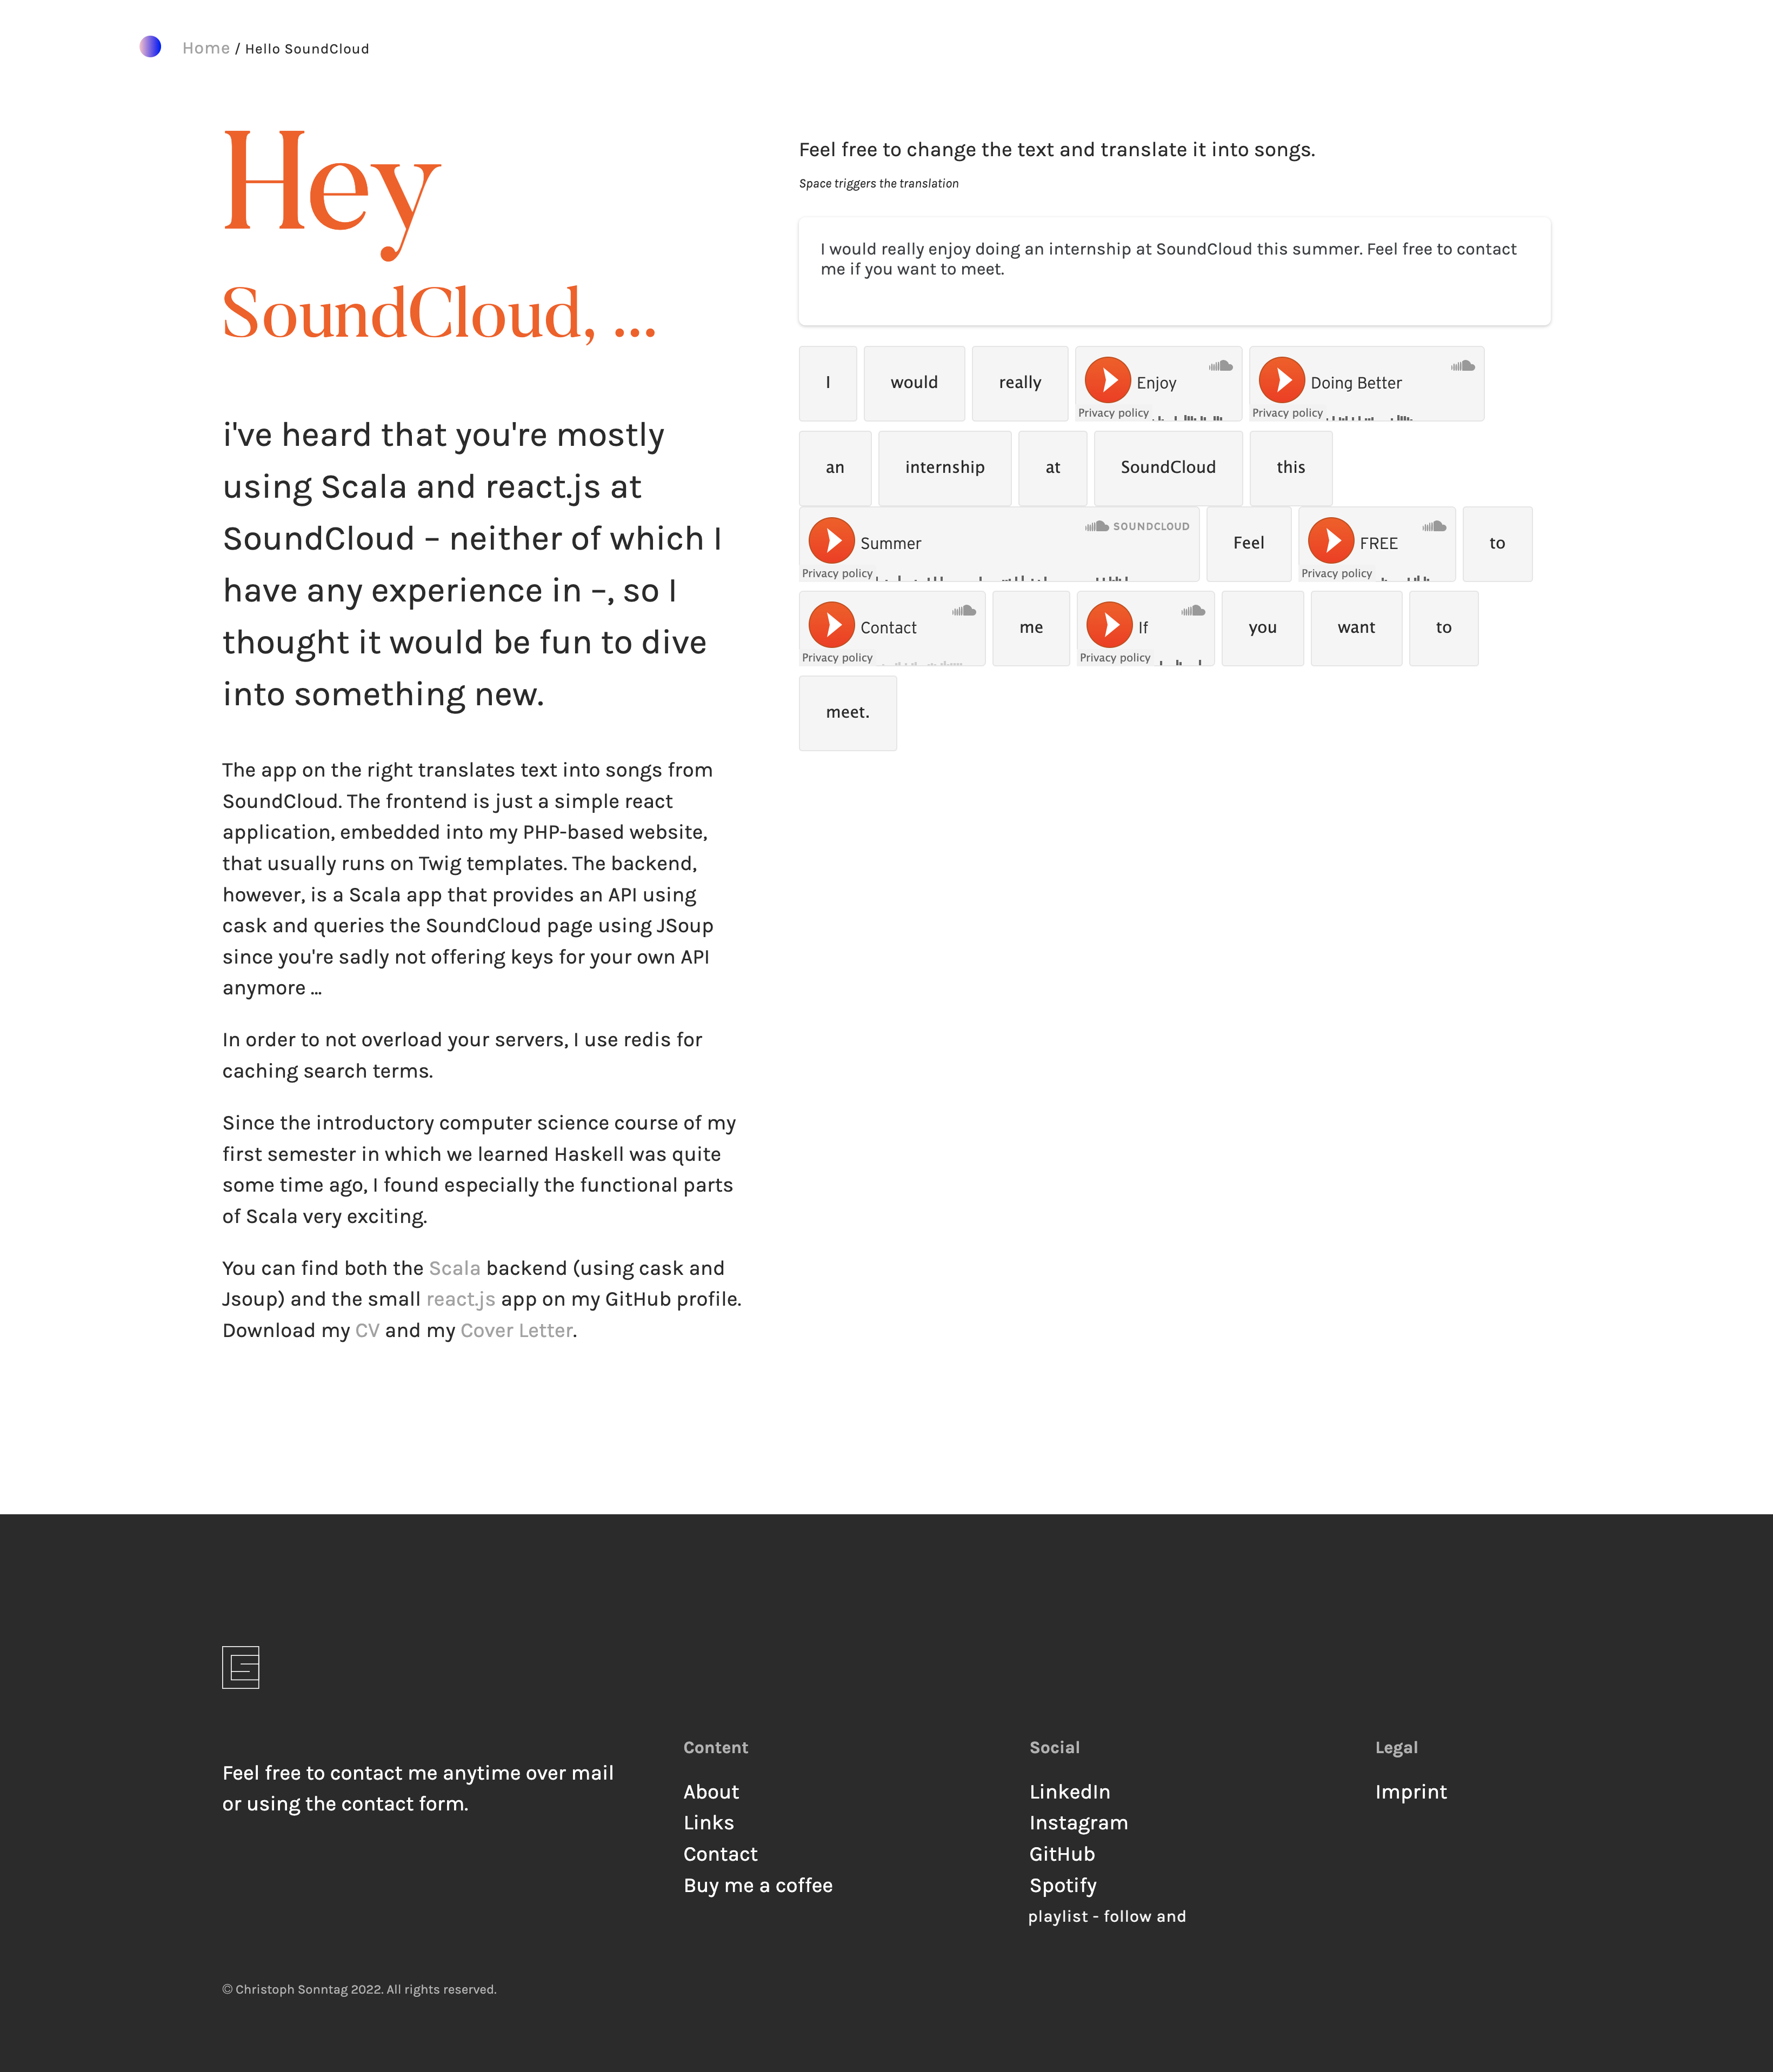 Home / Hello SoundCloud
Hey
SoundCloud, ...
i've heard that you're mostly
using Scala and react.js at
SoundCloud – neither of which I
have any experience in –, so I
thought it would be fun to dive
into something new.
The app on the right translates text into songs from
SoundCloud. The frontend is just a simple react
application, embedded into my PHP-based website,
that usually runs on Twig templates. The backend,
however, is a Scala app that provides an API using
cask and queries the SoundCloud page using JSoup
since you're sadly not offering keys for your own API
anymore ...
In order to not overload your servers, I use redis for
caching search terms.
Since the introductory computer science course of my
first semester in which we learned Haskell was quite
some time ago, I found especially the functional parts
of Scala very exciting.
You can find both the Scala backend (using cask and
Jsoup) and the small react.js app on my GitHub profile.
Download my CV and my Cover Letter.
Feel free to change the text and translate it into songs.
Space triggers the translation
I would really enjoy doing an internship at SoundCloud this summer. Feel free to contact
me if you want to meet.
I would really Enjoy Doing Better
Privacy policy Privacy policy
an internship at SoundCloud this
SOUNDCLOUD
Summer Feel FREE to
Privacy policy Privacy policy
Contact me If you want to
Privacy policy Privacy policy
meet.
Feel free to contact me anytime over mail
or using the contact form.
Content
About
Links
Contact
Buy me a coffee
Social
LinkedIn
Instagram
GitHub
Spotify
playlist - follow and
Legal
Imprint
© Christoph Sonntag 2022. All rights reserved.